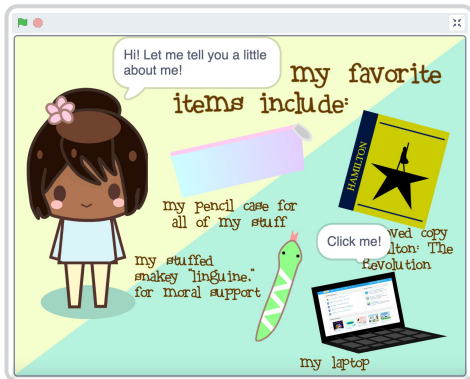 Hi! Let me tell you a little
about me!
my favorite
items include:
HAMILTON
my pencil case for
all of my stuff
Click me!
ved copy
lton: The
Revolution
my stuffed
snakey "linguine,"
for moral support
my laptop